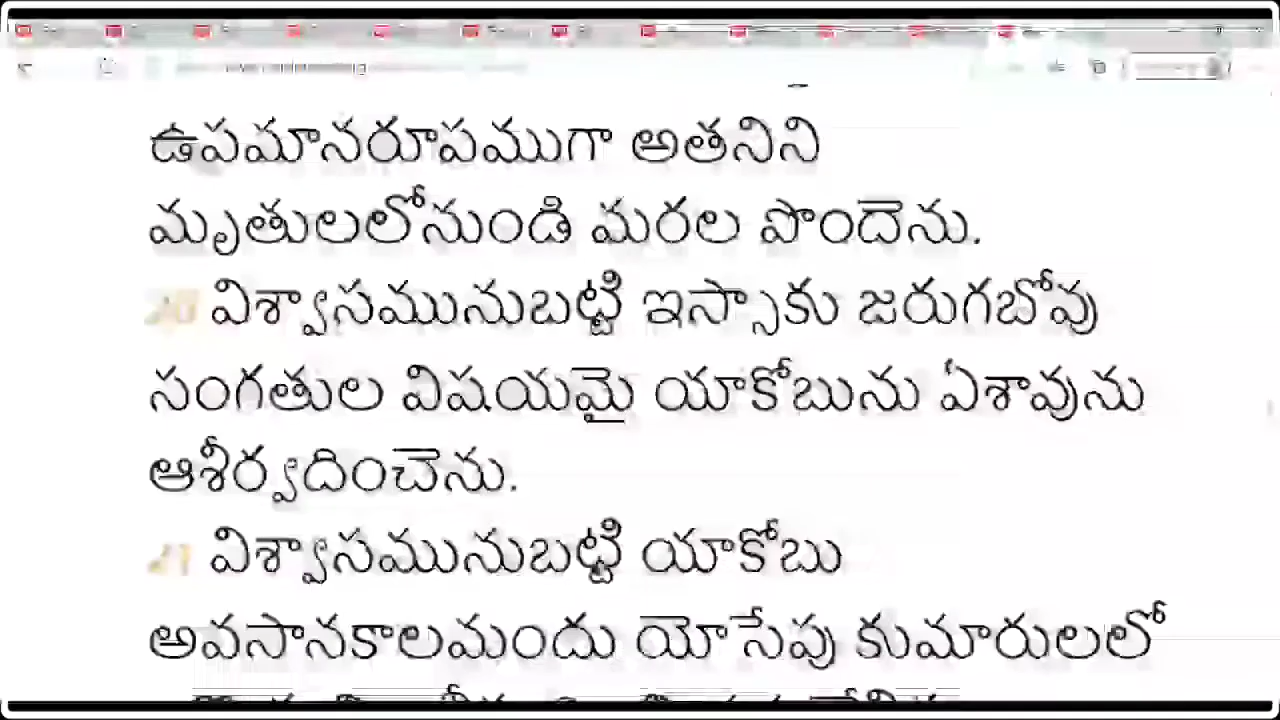 ఉపమానరూపముగా అతనిని
మృతులలోనుండి మరల పొందెను.
20 విశ్వాసమునుబట్టి ఇస్సాకు జరుగబోవు
సంగతుల విషయమై యాకోబును ఏశావును
ఆశీర్వదించెను.
21 విశ్వాసమునుబట్టి యాకోబు
అవసానకాలమందు యోసేపు కుమారులలో